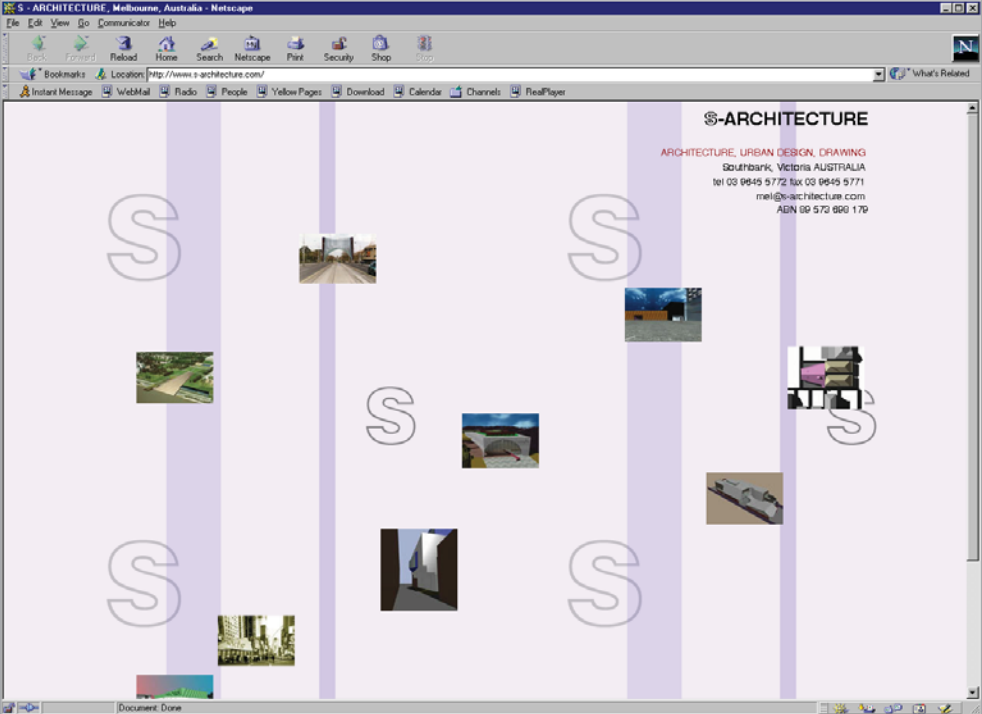 S - ARCHITECTURE, Melbourne, Australia - Netscape
File Edit View Go Communicator Help
Back Forward Reload Home Search Netscape Print Security Shop Stop
N
Bookmarks Location: http://www.s-architecture.com/ What's Related
Instant Message WebMail Radio People Yellow Pages Download Calendar Channels RealPlayer
S-ARCHITECTURE
ARCHITECTURE, URBAN DESIGN, DRAWING
Southbank, Victoria AUSTRALIA
tel 03 9645 5772 fax 03 9645 5771
mel@s-architecture.com
ABN 89 573 698 179
S S
S S
S S
Document: Done